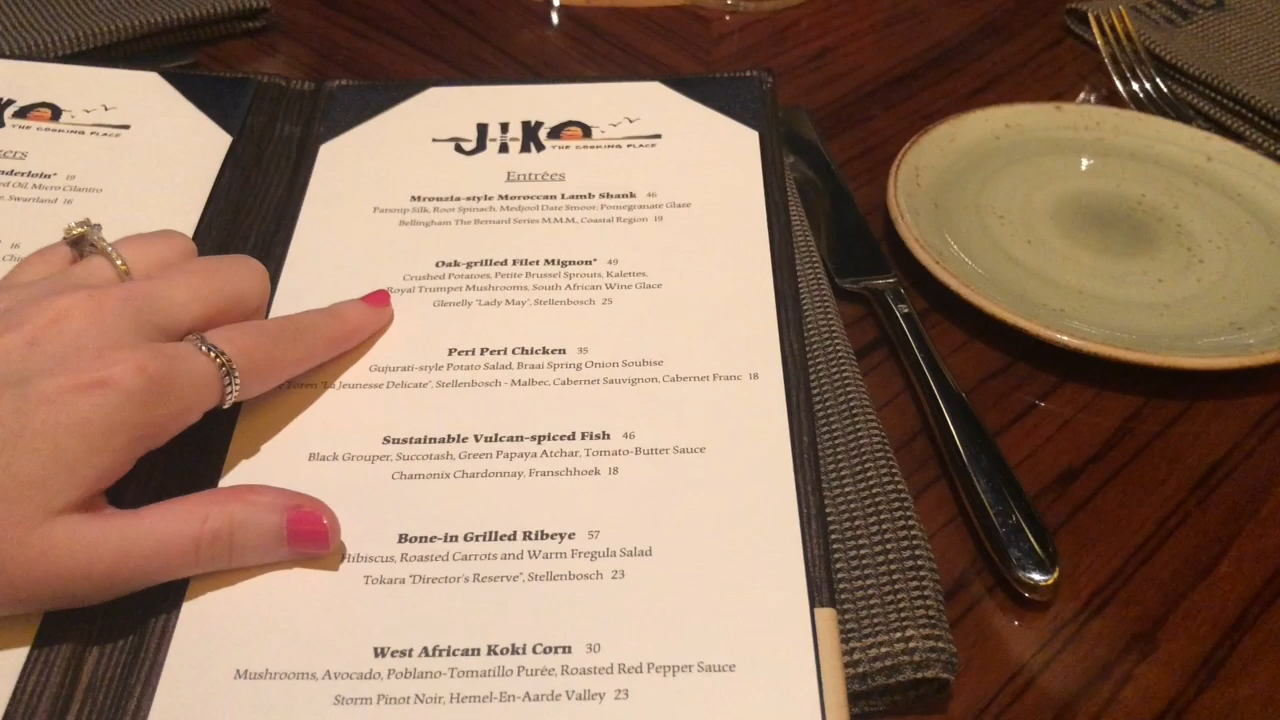 KO
THE COOKING PLACE
zers
nderloin* 19
rd Oil, Micro Cilantro
e, Swartland 16
16
Chic
JIKO
THE COOKING PLACE
Entrées
Mrouzia-style Moroccan Lamb Shank 46
Parsnip Silk, Root Spinach, Medjool Date Smoor, Pomegranate Glaze
Bellingham The Bernard Series M.M.M., Coastal Region 19
Oak-grilled Filet Mignon* 49
Crushed Potatoes, Petite Brussel Sprouts, Kalettes,
Royal Trumpet Mushrooms, South African Wine Glace
Glenelly "Lady May", Stellenbosch 25
Peri Peri Chicken 35
Gujurati-style Potato Salad, Braai Spring Onion Soubise
Toren "La Jeunesse Delicate", Stellenbosch - Malbec, Cabernet Sauvignon, Cabernet Franc 18
Sustainable Vulcan-spiced Fish 46
Black Grouper, Succotash, Green Papaya Atchar, Tomato-Butter Sauce
Chamonix Chardonnay, Franschhoek 18
Bone-in Grilled Ribeye 57
Hibiscus, Roasted Carrots and Warm Fregula Salad
Tokara "Director's Reserve", Stellenbosch 23
West African Koki Corn 30
Mushrooms, Avocado, Poblano-Tomatillo Purée, Roasted Red Pepper Sauce
Storm Pinot Noir, Hemel-En-Aarde Valley 23